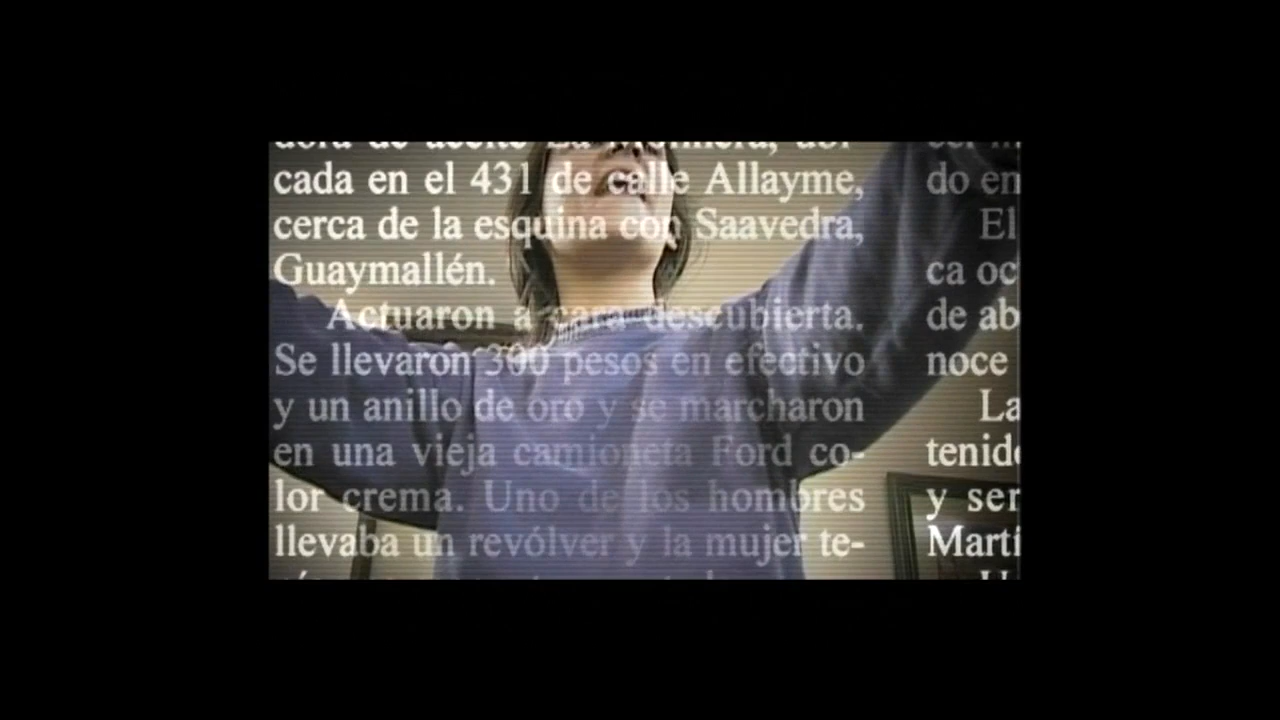 cada en el 431 de calle Allayme,
cerca de la esquina con Saavedra,
Guaymallén.
Actuaron a cara descubierta.
Se llevaron 300 pesos en efectivo
y un anillo de oro y se marcharon
en una vieja camioneta Ford co-
lor crema. Uno de los hombres
llevaba un revólver y la mujer te-
do en
El
ca oc
de ab
noce
La
tenid
y ser
Martí